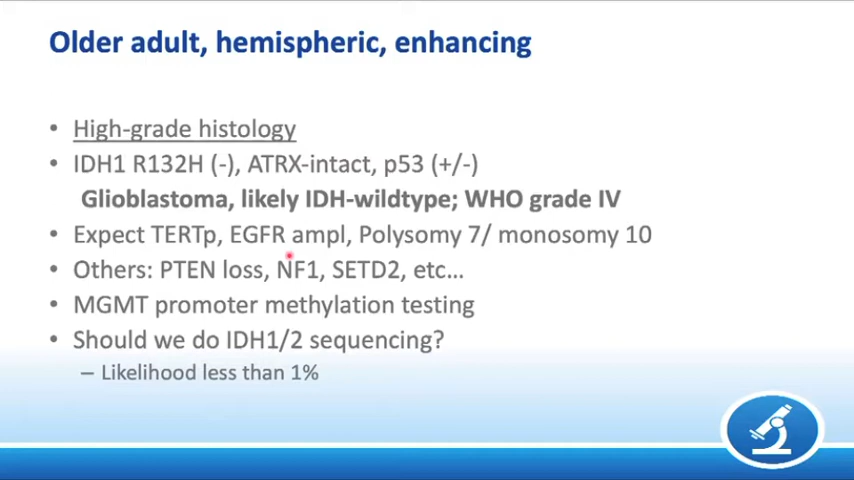 Older adult, hemispheric, enhancing
• High-grade histology
• IDH1 R132H (-), ATRX-intact, p53 (+/-)
Glioblastoma, likely IDH-wildtype; WHO grade IV
• Expect TERTp, EGFR ampl, Polysomy 7/ monosomy 10
• Others: PTEN loss, NF1, SETD2, etc...
• MGMT promoter methylation testing
• Should we do IDH1/2 sequencing?
– Likelihood less than 1%